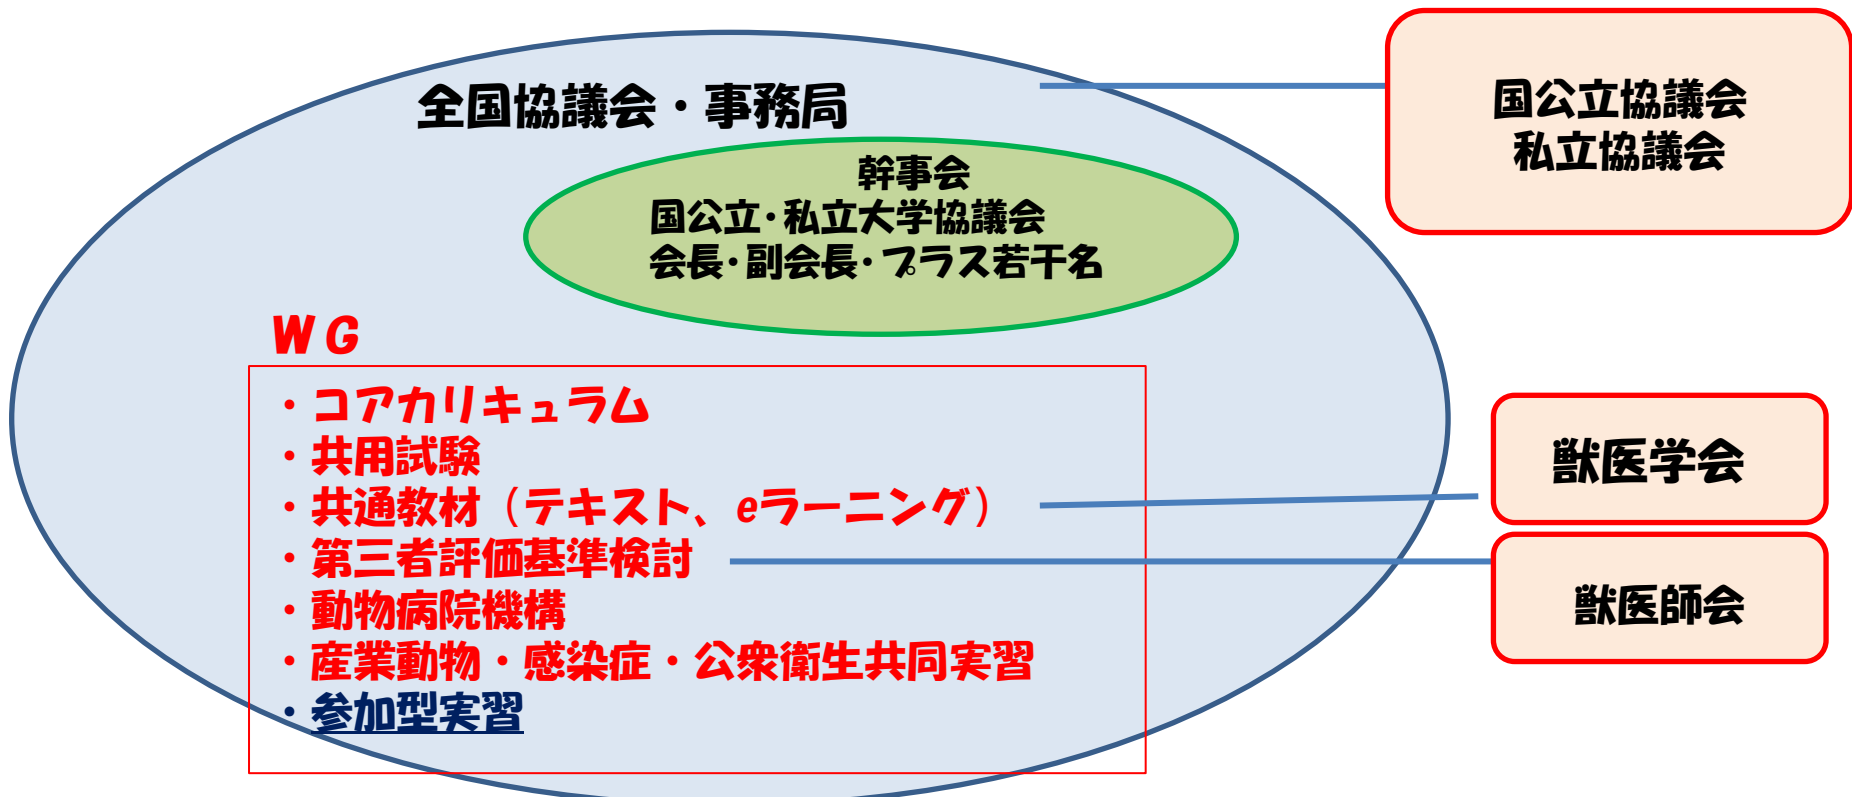 全国協議会・事務局
国公立協議会
私立協議会
幹事会
国公立・私立大学協議会
会長・副会長・プラス若干名
ＷＧ
・コアカリキュラム
・共用試験
・共通教材（テキスト、eラーニング）
・第三者評価基準検討
・動物病院機構
・産業動物・感染症・公衆衛生共同実習
・参加型実習
獣医学会
獣医師会